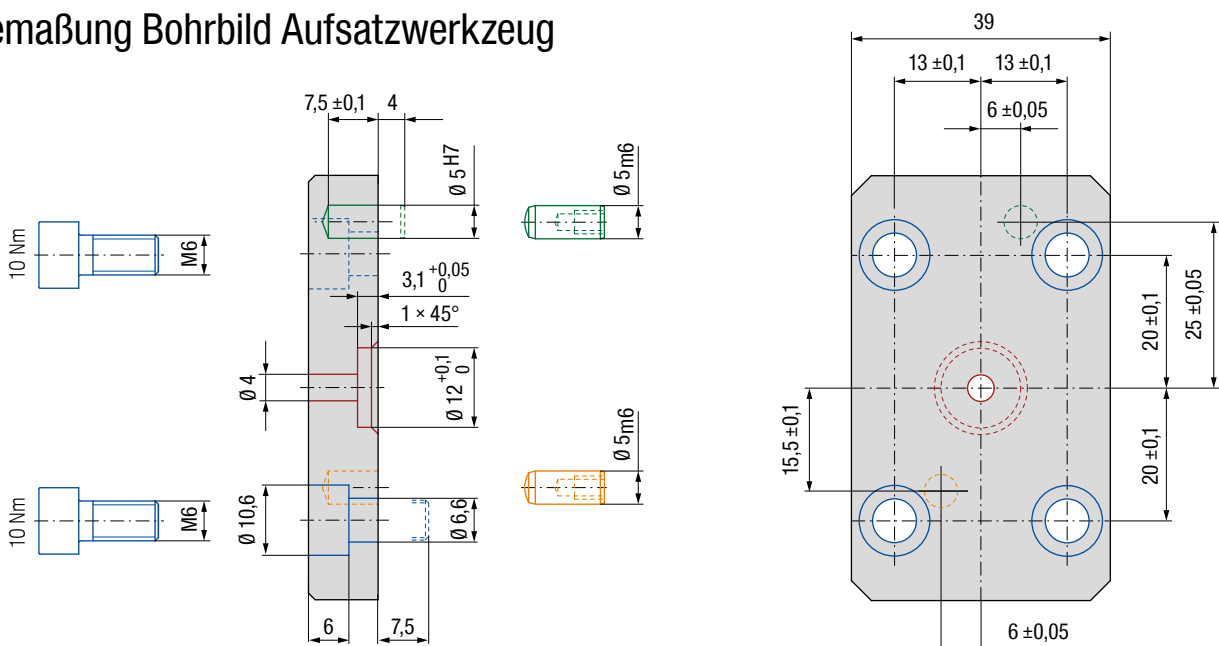 emaßung Bohrbild Aufsatzwerkzeug
39
13 ±0,1 13 ±0,1
6 ±0,05
7,5 ±0,1 4
Ø 5H7
Ø 5m6
10 Nm
M6
3,1 +0,05 0
1 × 45°
Ø 4
Ø 12 +0,1 0
20 ±0,1
25 ±0,05
15,5 ±0,1
20 ±0,1
Ø 5m6
10 Nm
M6
Ø 10,6
Ø 6,6
6 7,5
6 ±0,05